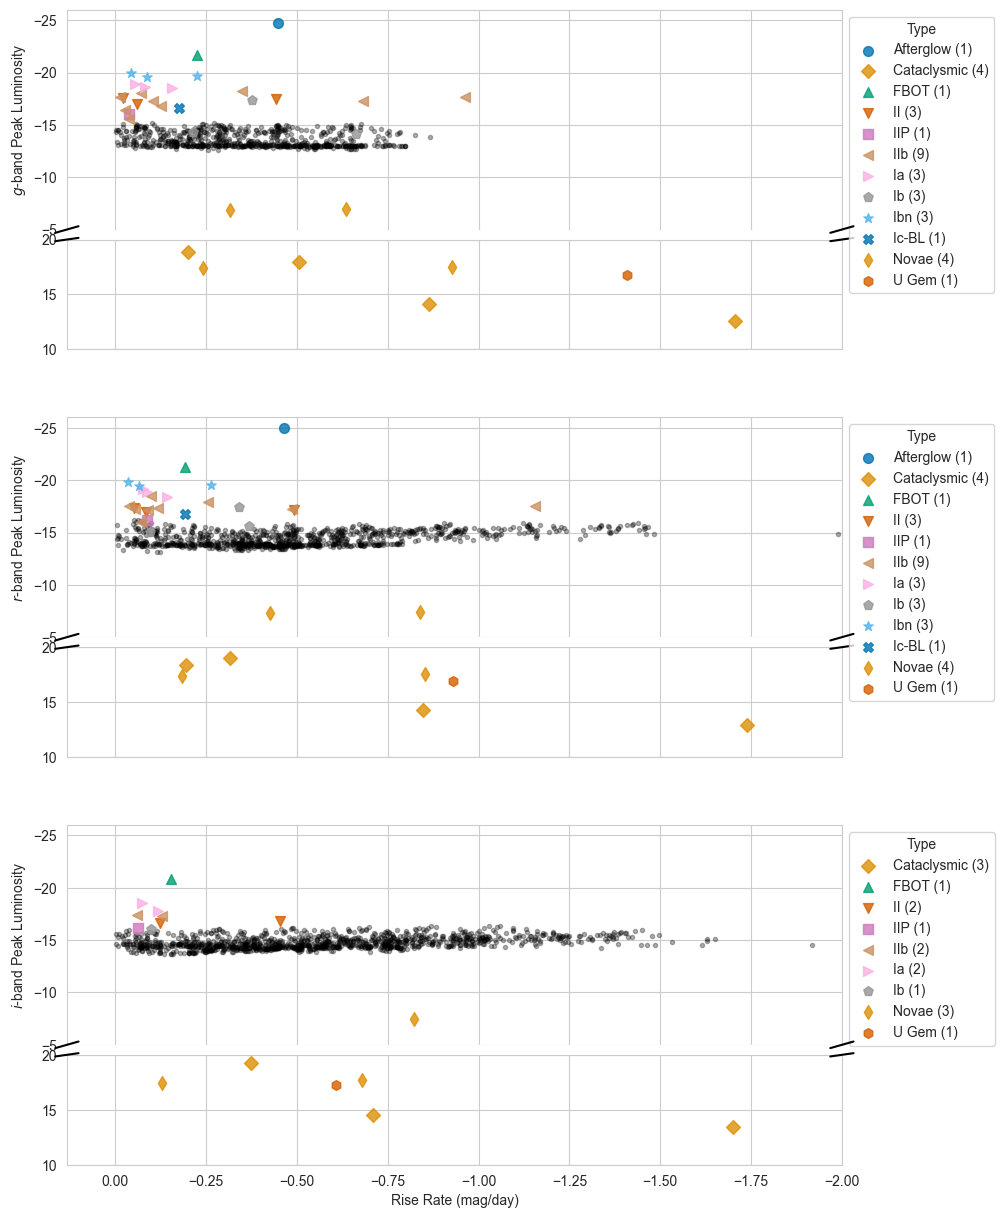 −25
−20
−15
−10
−5
g-band Peak Luminosity
20
15
10
Type
Afterglow (1)
Cataclysmic (4)
FBOT (1)
II (3)
IIP (1)
IIb (9)
Ia (3)
Ib (3)
Ibn (3)
Ic-BL (1)
Novae (4)
U Gem (1)
−25
−20
−15
−10
−5
r-band Peak Luminosity
20
15
10
Type
Afterglow (1)
Cataclysmic (4)
FBOT (1)
II (3)
IIP (1)
IIb (9)
Ia (3)
Ib (3)
Ibn (3)
Ic-BL (1)
Novae (4)
U Gem (1)
−25
−20
−15
−10
−5
i-band Peak Luminosity
20
15
10
Type
Cataclysmic (3)
FBOT (1)
II (2)
IIP (1)
IIb (2)
Ia (2)
Ib (1)
Novae (3)
U Gem (1)
0.00 −0.25 −0.50 −0.75 −1.00 −1.25 −1.50 −1.75 −2.00
Rise Rate (mag/day)